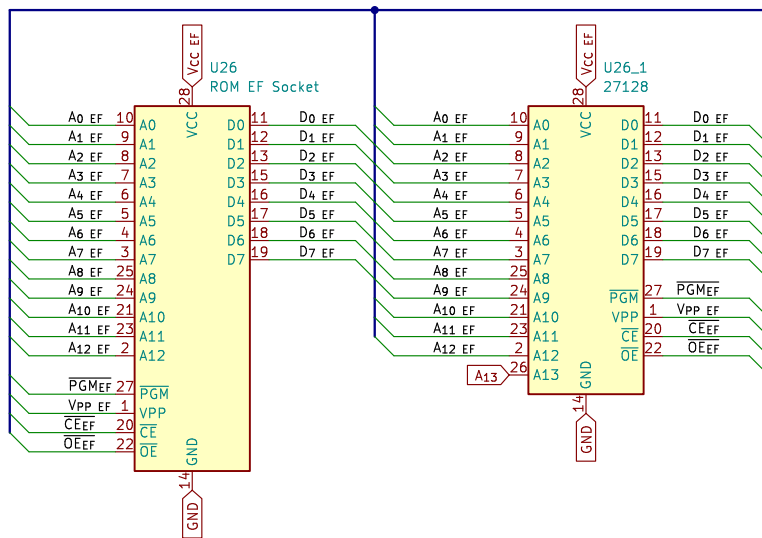 VCC EF
U26
ROM EF Socket
28
VCC
A0 EF 10 A0 D0 11 D0 EF
A1 EF 9 A1 D1 12 D1 EF
A2 EF 8 A2 D2 13 D2 EF
A3 EF 7 A3 D3 15 D3 EF
A4 EF 6 A4 D4 16 D4 EF
A5 EF 5 A5 D5 17 D5 EF
A6 EF 4 A6 D6 18 D6 EF
A7 EF 3 A7 D7 19 D7 EF
A8 EF 25 A8
A9 EF 24 A9
A10 EF 21 A10
A11 EF 23 A11
A12 EF 2 A12
PGMEF 27 PGM
VPP EF 1 VPP
CEEF 20 CE
OEEF 22 OE
GND
14
GND
VCC EF
U26_1
27128
28
VCC
A0 EF 10 A0 D0 11 D0 EF
A1 EF 9 A1 D1 12 D1 EF
A2 EF 8 A2 D2 13 D2 EF
A3 EF 7 A3 D3 15 D3 EF
A4 EF 6 A4 D4 16 D4 EF
A5 EF 5 A5 D5 17 D5 EF
A6 EF 4 A6 D6 18 D6 EF
A7 EF 3 A7 D7 19 D7 EF
A8 EF 25 A8
A9 EF 24 A9 PGM 27 PGMEF
A10 EF 21 A10 VPP 1 VPP EF
A11 EF 23 A11 CE 20 CEEF
A12 EF 2 A12 OE 22 OEEF
A13 26 A13
GND
14
GND